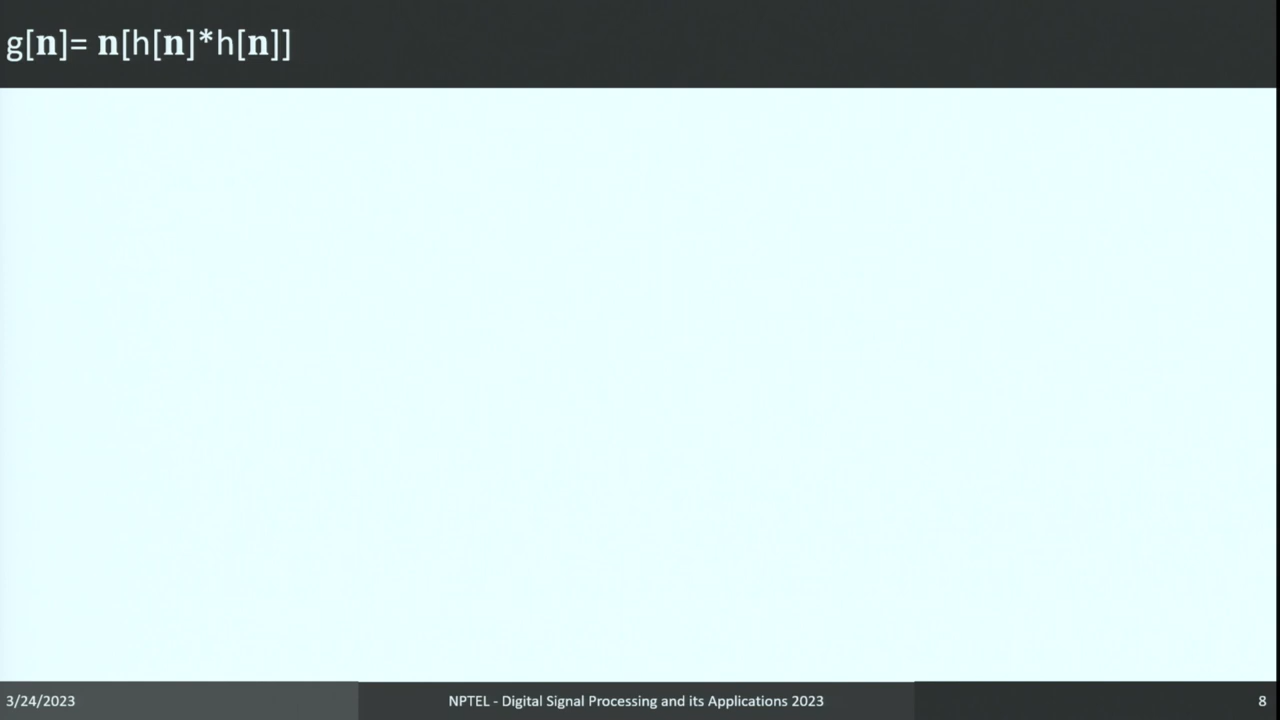 g[n]= n[h[n]*h[n]]
3/24/2023
NPTEL - Digital Signal Processing and its Applications 2023
8